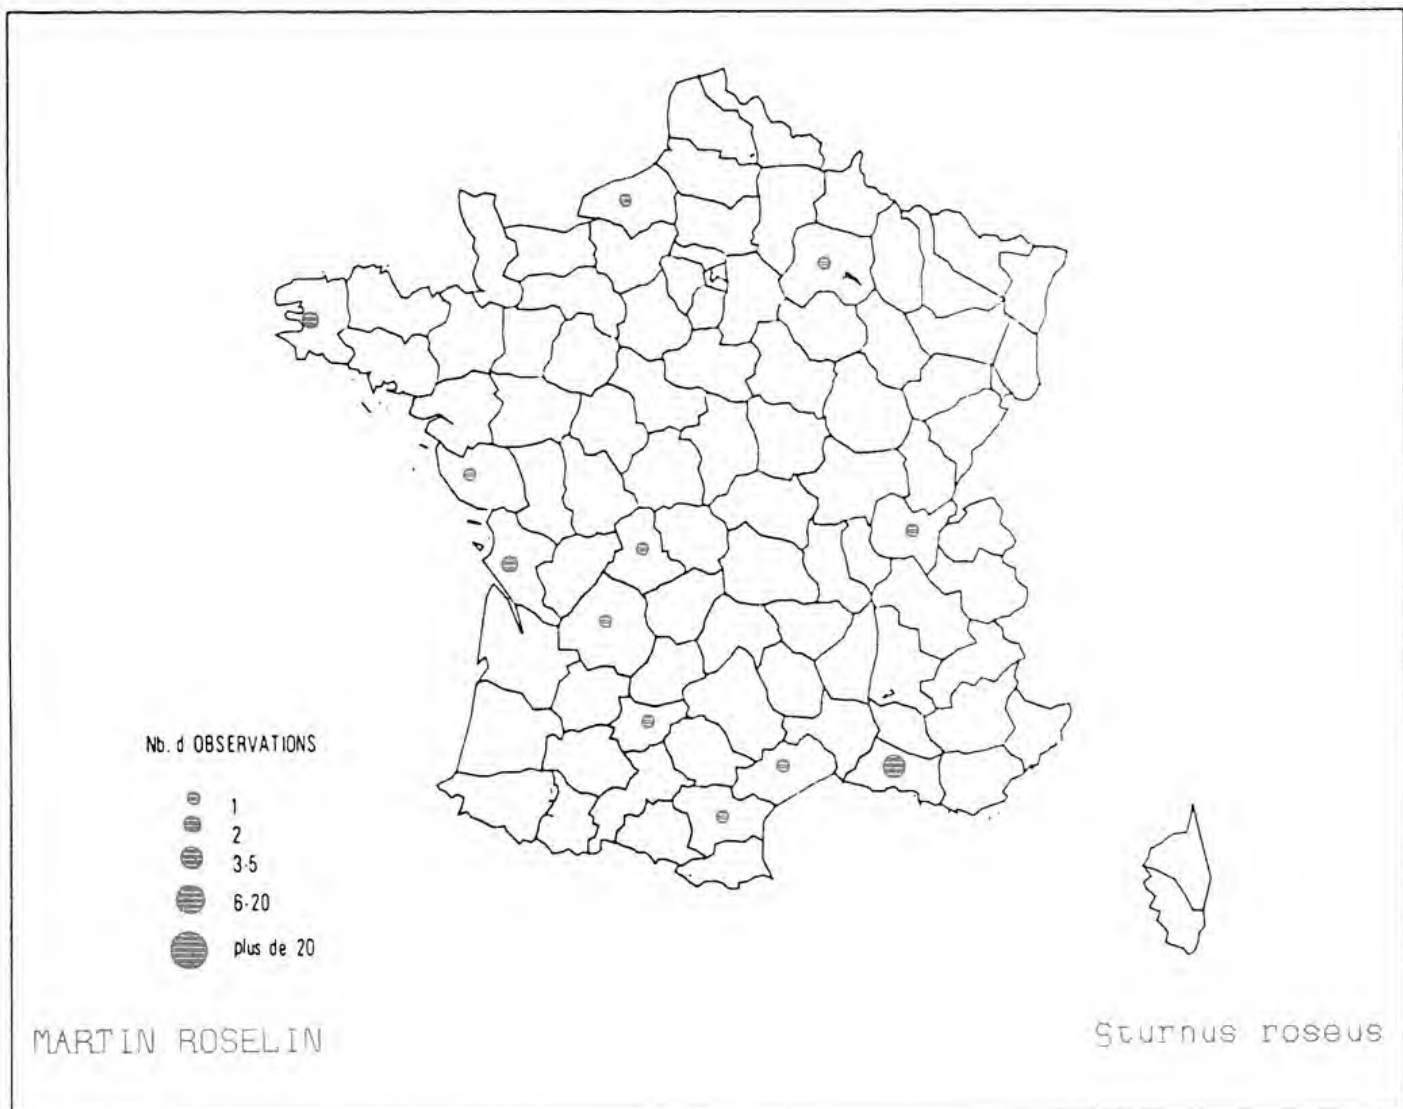 Nb. d OBSERVATIONS
1
2
3-5
6-20
plus de 20
MARTIN ROSELIN
Sturnus roseus